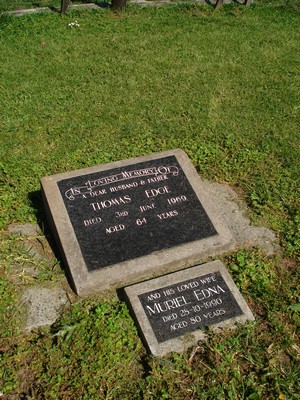 In Loving Memory Of
A DEAR HUSBAND & FATHER
THOMAS EDGE
DIED 3RD JUNE 1969
AGED 64 YEARS
AND HIS LOVED WIFE
MURIEL EDNA
DIED 25-10-1990
AGED 80 YEARS